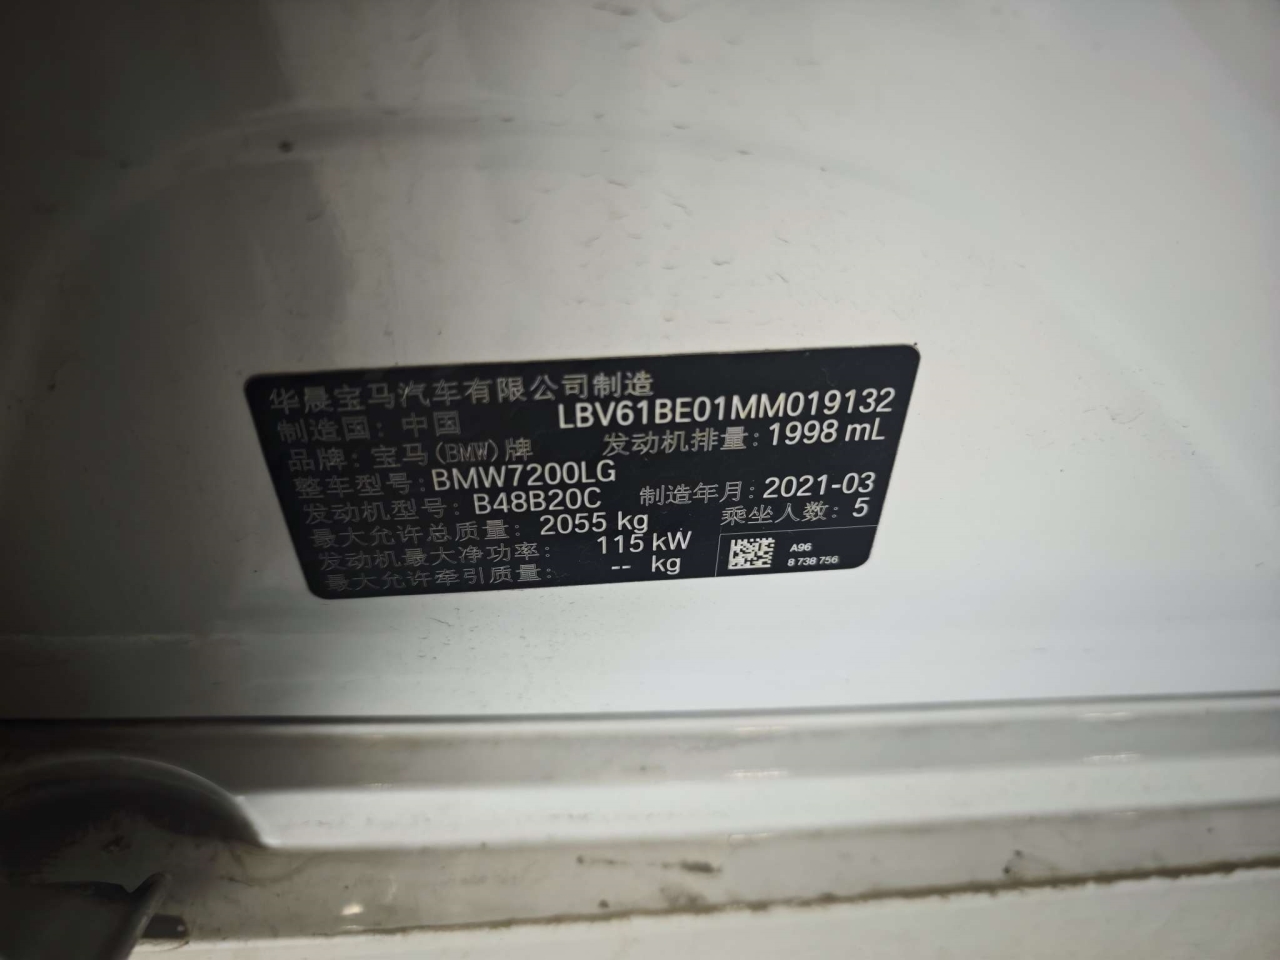 华晨宝马汽车有限公司制造
制造国: 中国 LBV61BE01MM019132
品牌: 宝马(BMW)牌 发动机排量: 1998 mL
整车型号: BMW7200LG
发动机型号: B48B20C 制造年月: 2021-03
最大允许总质量: 2055 kg 乘坐人数: 5
发动机最大净功率: 115 kW
最大允许牵引质量: -- kg
A96
8 738 756